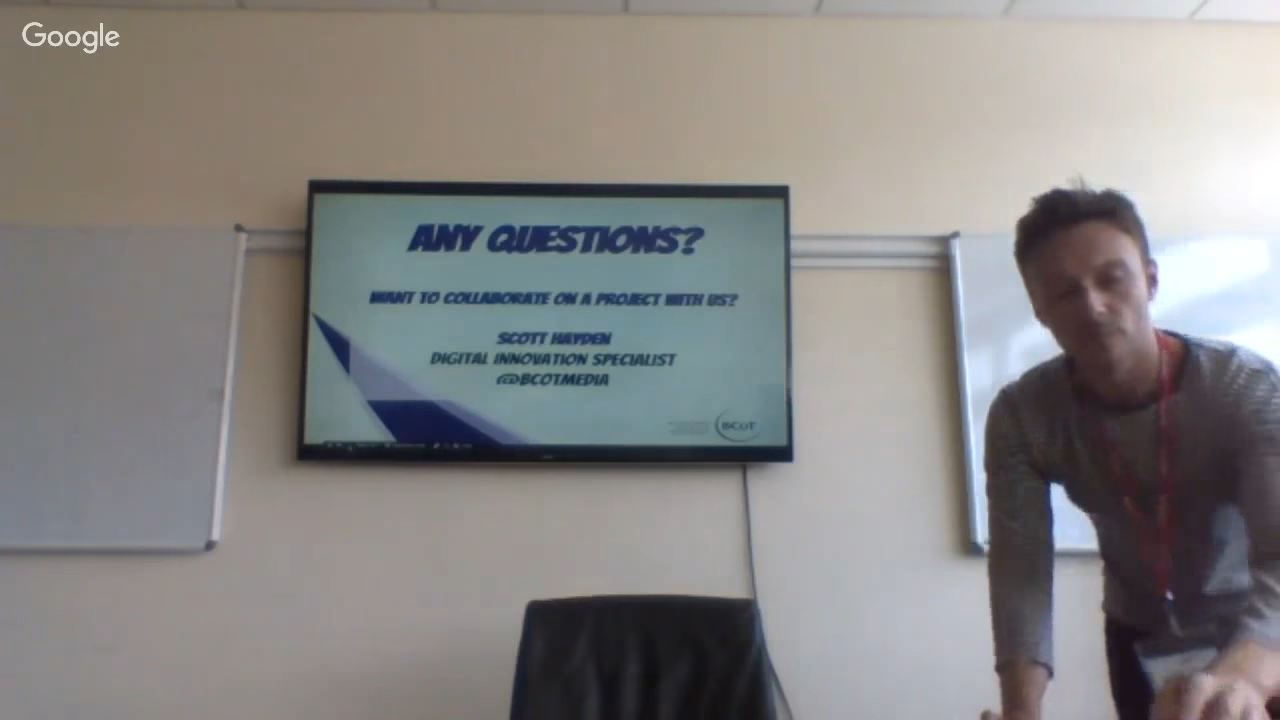 Google
ANY QUESTIONS?
WANT TO COLLABORATE ON A PROJECT WITH US?
SCOTT HAYDEN
DIGITAL INNOVATION SPECIALIST
@BCOTMEDIA
BCoT